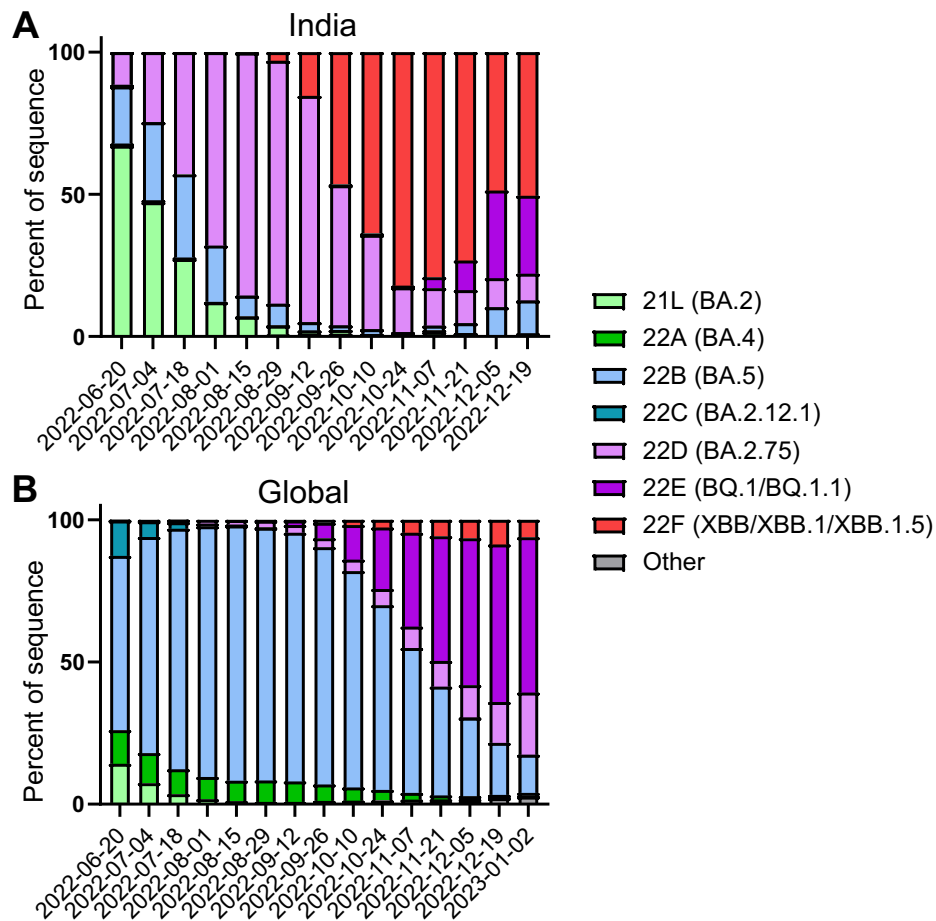 A
India
Percent of sequence
100
50
0
2022-06-20
2022-07-04
2022-07-18
2022-08-01
2022-08-15
2022-08-29
2022-09-12
2022-09-26
2022-10-10
2022-10-24
2022-11-07
2022-11-21
2022-12-05
2022-12-19
21L (BA.2)
22A (BA.4)
22B (BA.5)
22C (BA.2.12.1)
22D (BA.2.75)
22E (BQ.1/BQ.1.1)
22F (XBB/XBB.1/XBB.1.5)
Other
B
Global
Percent of sequence
100
50
0
2022-06-20
2022-07-04
2022-07-18
2022-08-01
2022-08-15
2022-08-29
2022-09-12
2022-09-26
2022-10-10
2022-10-24
2022-11-07
2022-11-21
2022-12-05
2022-12-19
2023-01-02